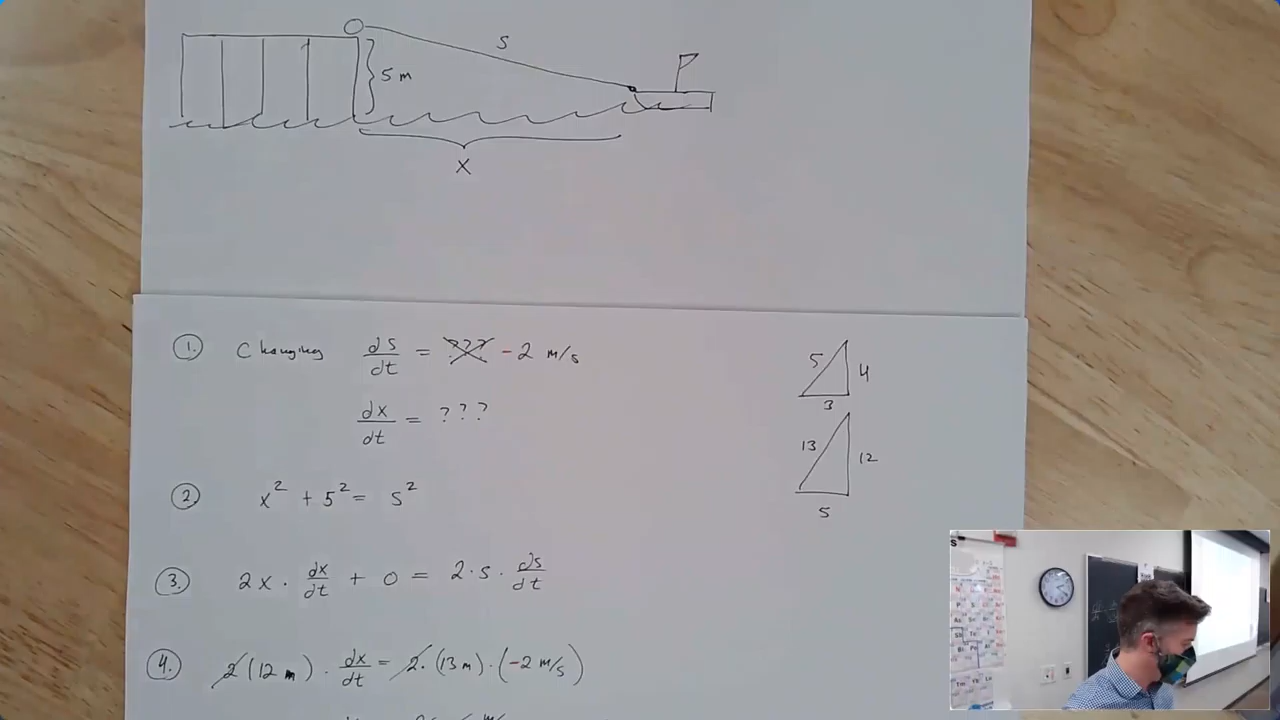 s
5 m
x
1. Changing ds/dt = ??? -2 m/s
dx/dt = ???
2. x² + 5² = s²
3. 2x · dx/dt + 0 = 2·s · ds/dt
4. 2(12 m) · dx/dt = 2·(13 m)·(-2 m/s)
5 4
3
13 12
5